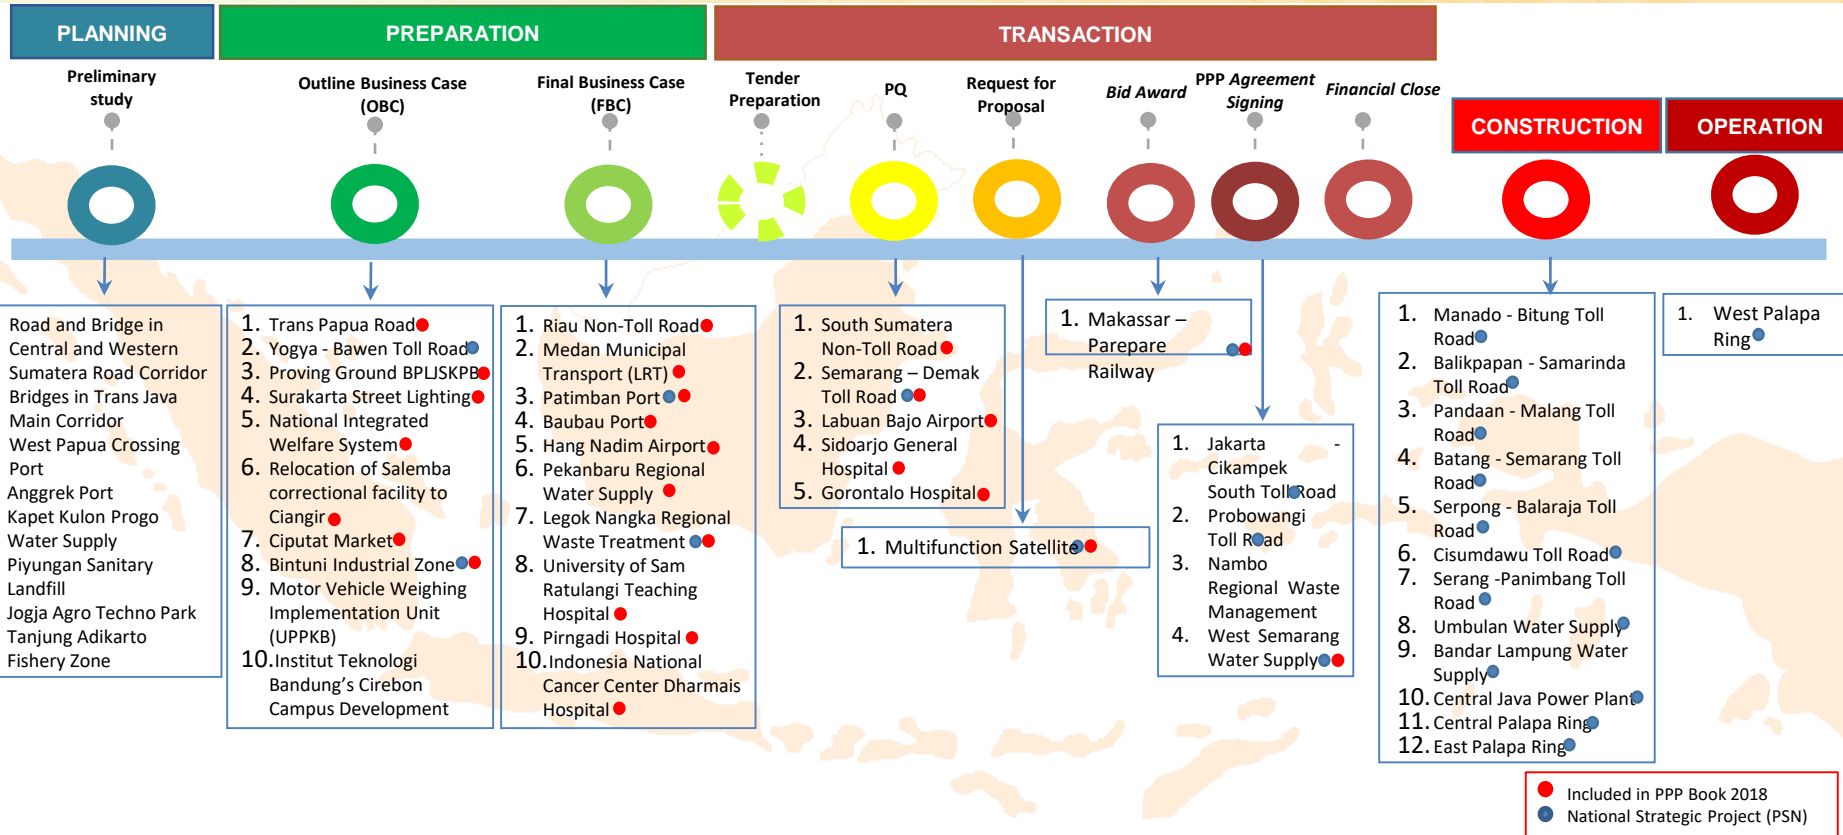 PLANNING
PREPARATION
TRANSACTION
Preliminary
study
Outline Business Case
(OBC)
Final Business Case
(FBC)
Tender
Preparation
PQ
Request for
Proposal
Bid Award
PPP Agreement
Signing
Financial Close
CONSTRUCTION
OPERATION
Road and Bridge in
Central and Western
Sumatera Road Corridor
Bridges in Trans Java
Main Corridor
West Papua Crossing
Port
Anggrek Port
Kapet Kulon Progo
Water Supply
Piyungan Sanitary
Landfill
Jogja Agro Techno Park
Tanjung Adikarto
Fishery Zone
1. Trans Papua Road
2. Yogya - Bawen Toll Road
3. Proving Ground BPLJSKPB
4. Surakarta Street Lighting
5. National Integrated
Welfare System
6. Relocation of Salemba
correctional facility to
Ciangir
7. Ciputat Market
8. Bintuni Industrial Zone
9. Motor Vehicle Weighing
Implementation Unit
(UPPKB)
10. Institut Teknologi
Bandung's Cirebon
Campus Development
1. Riau Non-Toll Road
2. Medan Municipal
Transport (LRT)
3. Patimban Port
4. Baubau Port
5. Hang Nadim Airport
6. Pekanbaru Regional
Water Supply
7. Legok Nangka Regional
Waste Treatment
8. University of Sam
Ratulangi Teaching
Hospital
9. Pirngadi Hospital
10. Indonesia National
Cancer Center Dharmais
Hospital
1. South Sumatera
Non-Toll Road
2. Semarang – Demak
Toll Road
3. Labuan Bajo Airport
4. Sidoarjo General
Hospital
5. Gorontalo Hospital
1. Multifunction Satellite
1. Makassar –
Parepare
Railway
1. Jakarta -
Cikampek
South Toll Road
2. Probowangi
Toll Road
3. Nambo
Regional Waste
Management
4. West Semarang
Water Supply
1. Manado - Bitung Toll
Road
2. Balikpapan - Samarinda
Toll Road
3. Pandaan - Malang Toll
Road
4. Batang - Semarang Toll
Road
5. Serpong - Balaraja Toll
Road
6. Cisumdawu Toll Road
7. Serang -Panimbang Toll
Road
8. Umbulan Water Supply
9. Bandar Lampung Water
Supply
10. Central Java Power Plant
11. Central Palapa Ring
12. East Palapa Ring
1. West Palapa
Ring
Included in PPP Book 2018
National Strategic Project (PSN)